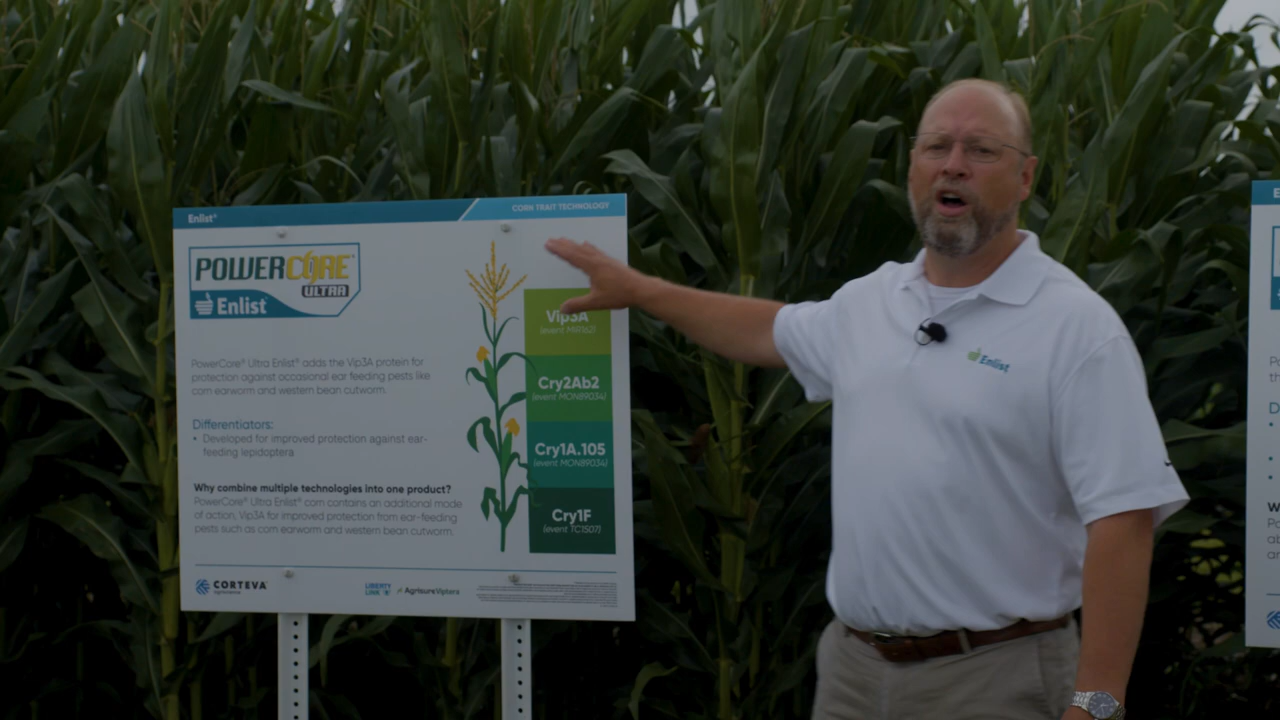 Enlist®
CORN TRAIT TECHNOLOGY
POWERCORE®
ULTRA
Enlist
PowerCore® Ultra Enlist® adds the Vip3A protein for
protection against occasional ear feeding pests like
corn earworm and western bean cutworm.
Differentiators:
• Developed for improved protection against ear-
feeding lepidoptera
Why combine multiple technologies into one product?
PowerCore® Ultra Enlist® corn contains an additional mode
of action, Vip3A for improved protection from ear-feeding
pests such as corn earworm and western bean cutworm.
Vip3A
(event MIR162)
Cry2Ab2
(event MON89034)
Cry1A.105
(event MON89034)
Cry1F
(event TC1507)
CORTEVA
agriscience
LIBERTY
LINK
AgrisureViptera
Enlist